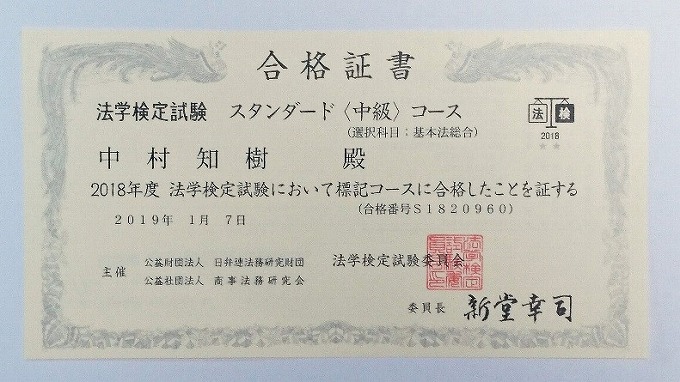 合格証書
法学検定試験 スタンダード〈中級〉コース
(選択科目：基本法総合)
法 検
2018
★★
中村知樹 殿
2018年度 法学検定試験において標記コースに合格したことを証する
(合格番号S1820960)
2019年 1月 7日
主催 公益財団法人 日弁連法務研究財団
公益社団法人 商事法務研究会
法学検定試験委員会
委員長 新堂幸司